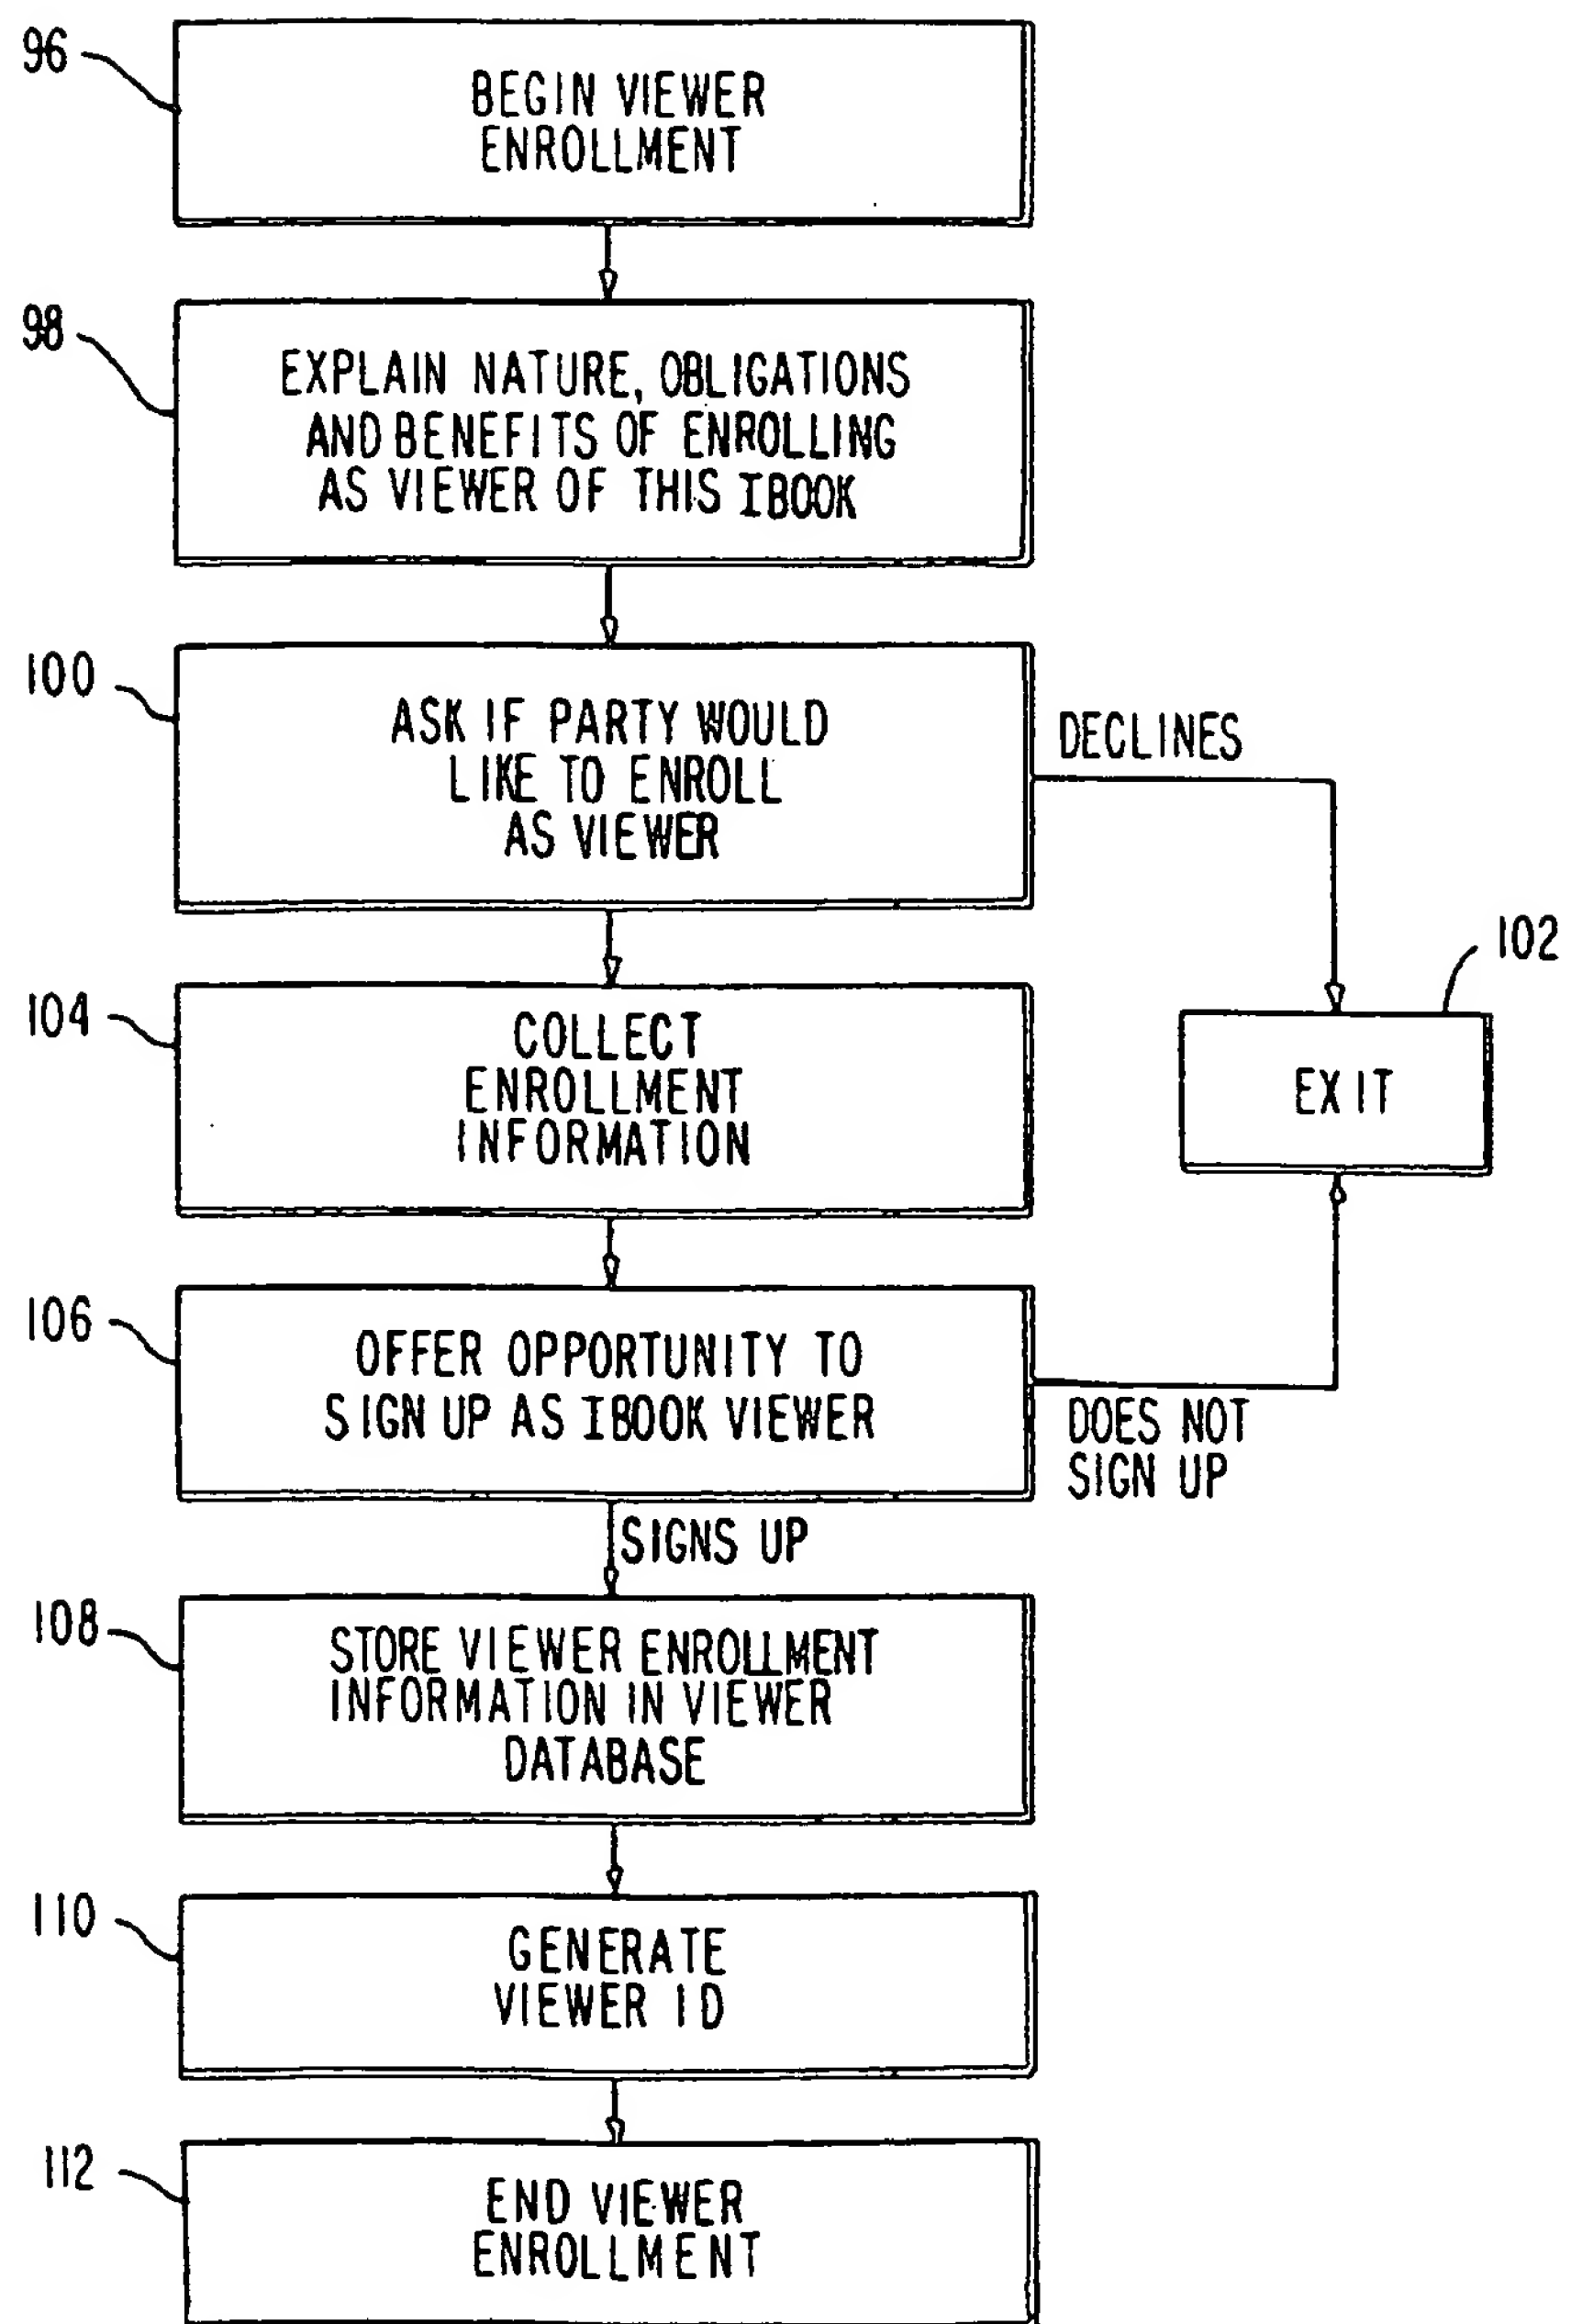 96
BEGIN VIEWER
ENROLLMENT
98
EXPLAIN NATURE, OBLIGATIONS
AND BENEFITS OF ENROLLING
AS VIEWER OF THIS IBOOK
100
ASK IF PARTY WOULD
LIKE TO ENROLL
AS VIEWER
DECLINES
102
EXIT
104
COLLECT
ENROLLMENT
INFORMATION
106
OFFER OPPORTUNITY TO
SIGN UP AS IBOOK VIEWER
DOES NOT
SIGN UP
SIGNS UP
108
STORE VIEWER ENROLLMENT
INFORMATION IN VIEWER
DATABASE
110
GENERATE
VIEWER ID
112
END VIEWER
ENROLLMENT